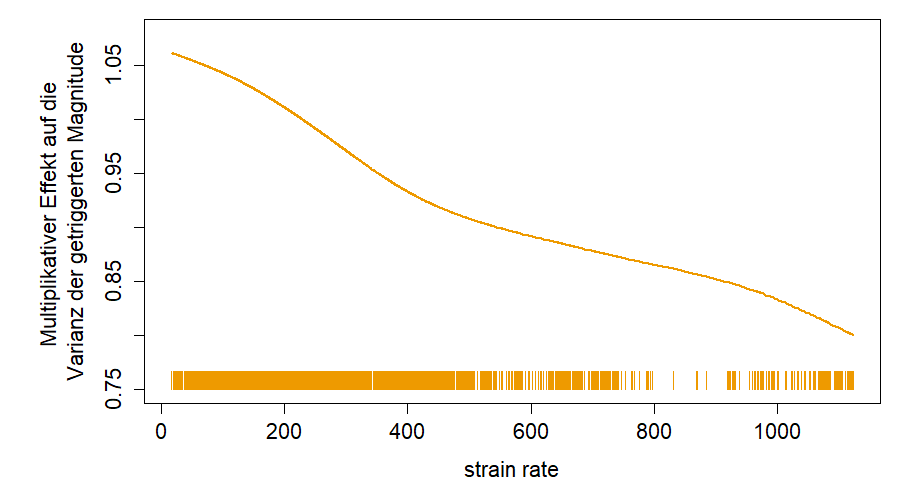 Multiplikativer Effekt auf die
Varianz der getriggerten Magnitude
1.05
0.95
0.85
0.75
0 200 400 600 800 1000
strain rate